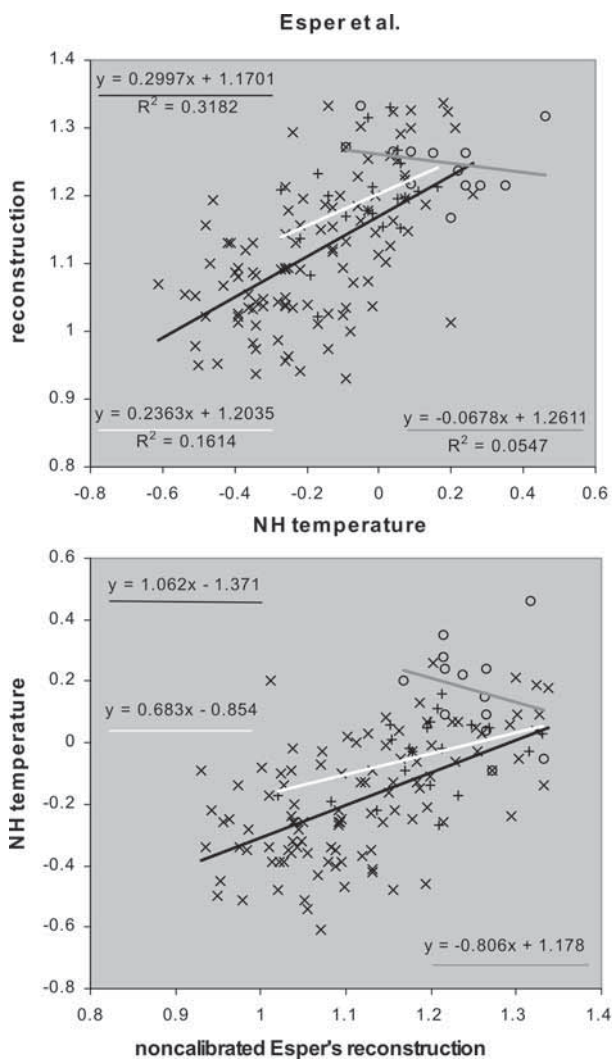 Esper et al.
1.4
y = 0.2997x + 1.1701
R² = 0.3182
1.3
1.2
reconstruction
1.1
1
0.9
y = 0.2363x + 1.2035
R² = 0.1614
y = -0.0678x + 1.2611
R² = 0.0547
0.8
-0.8 -0.6 -0.4 -0.2 0 0.2 0.4 0.6
NH temperature
0.6
y = 1.062x - 1.371
0.4
0.2
y = 0.683x - 0.854
0
NH temperature
-0.2
-0.4
-0.6
y = -0.806x + 1.178
-0.8
0.8 0.9 1 1.1 1.2 1.3 1.4
noncalibrated Esper's reconstruction